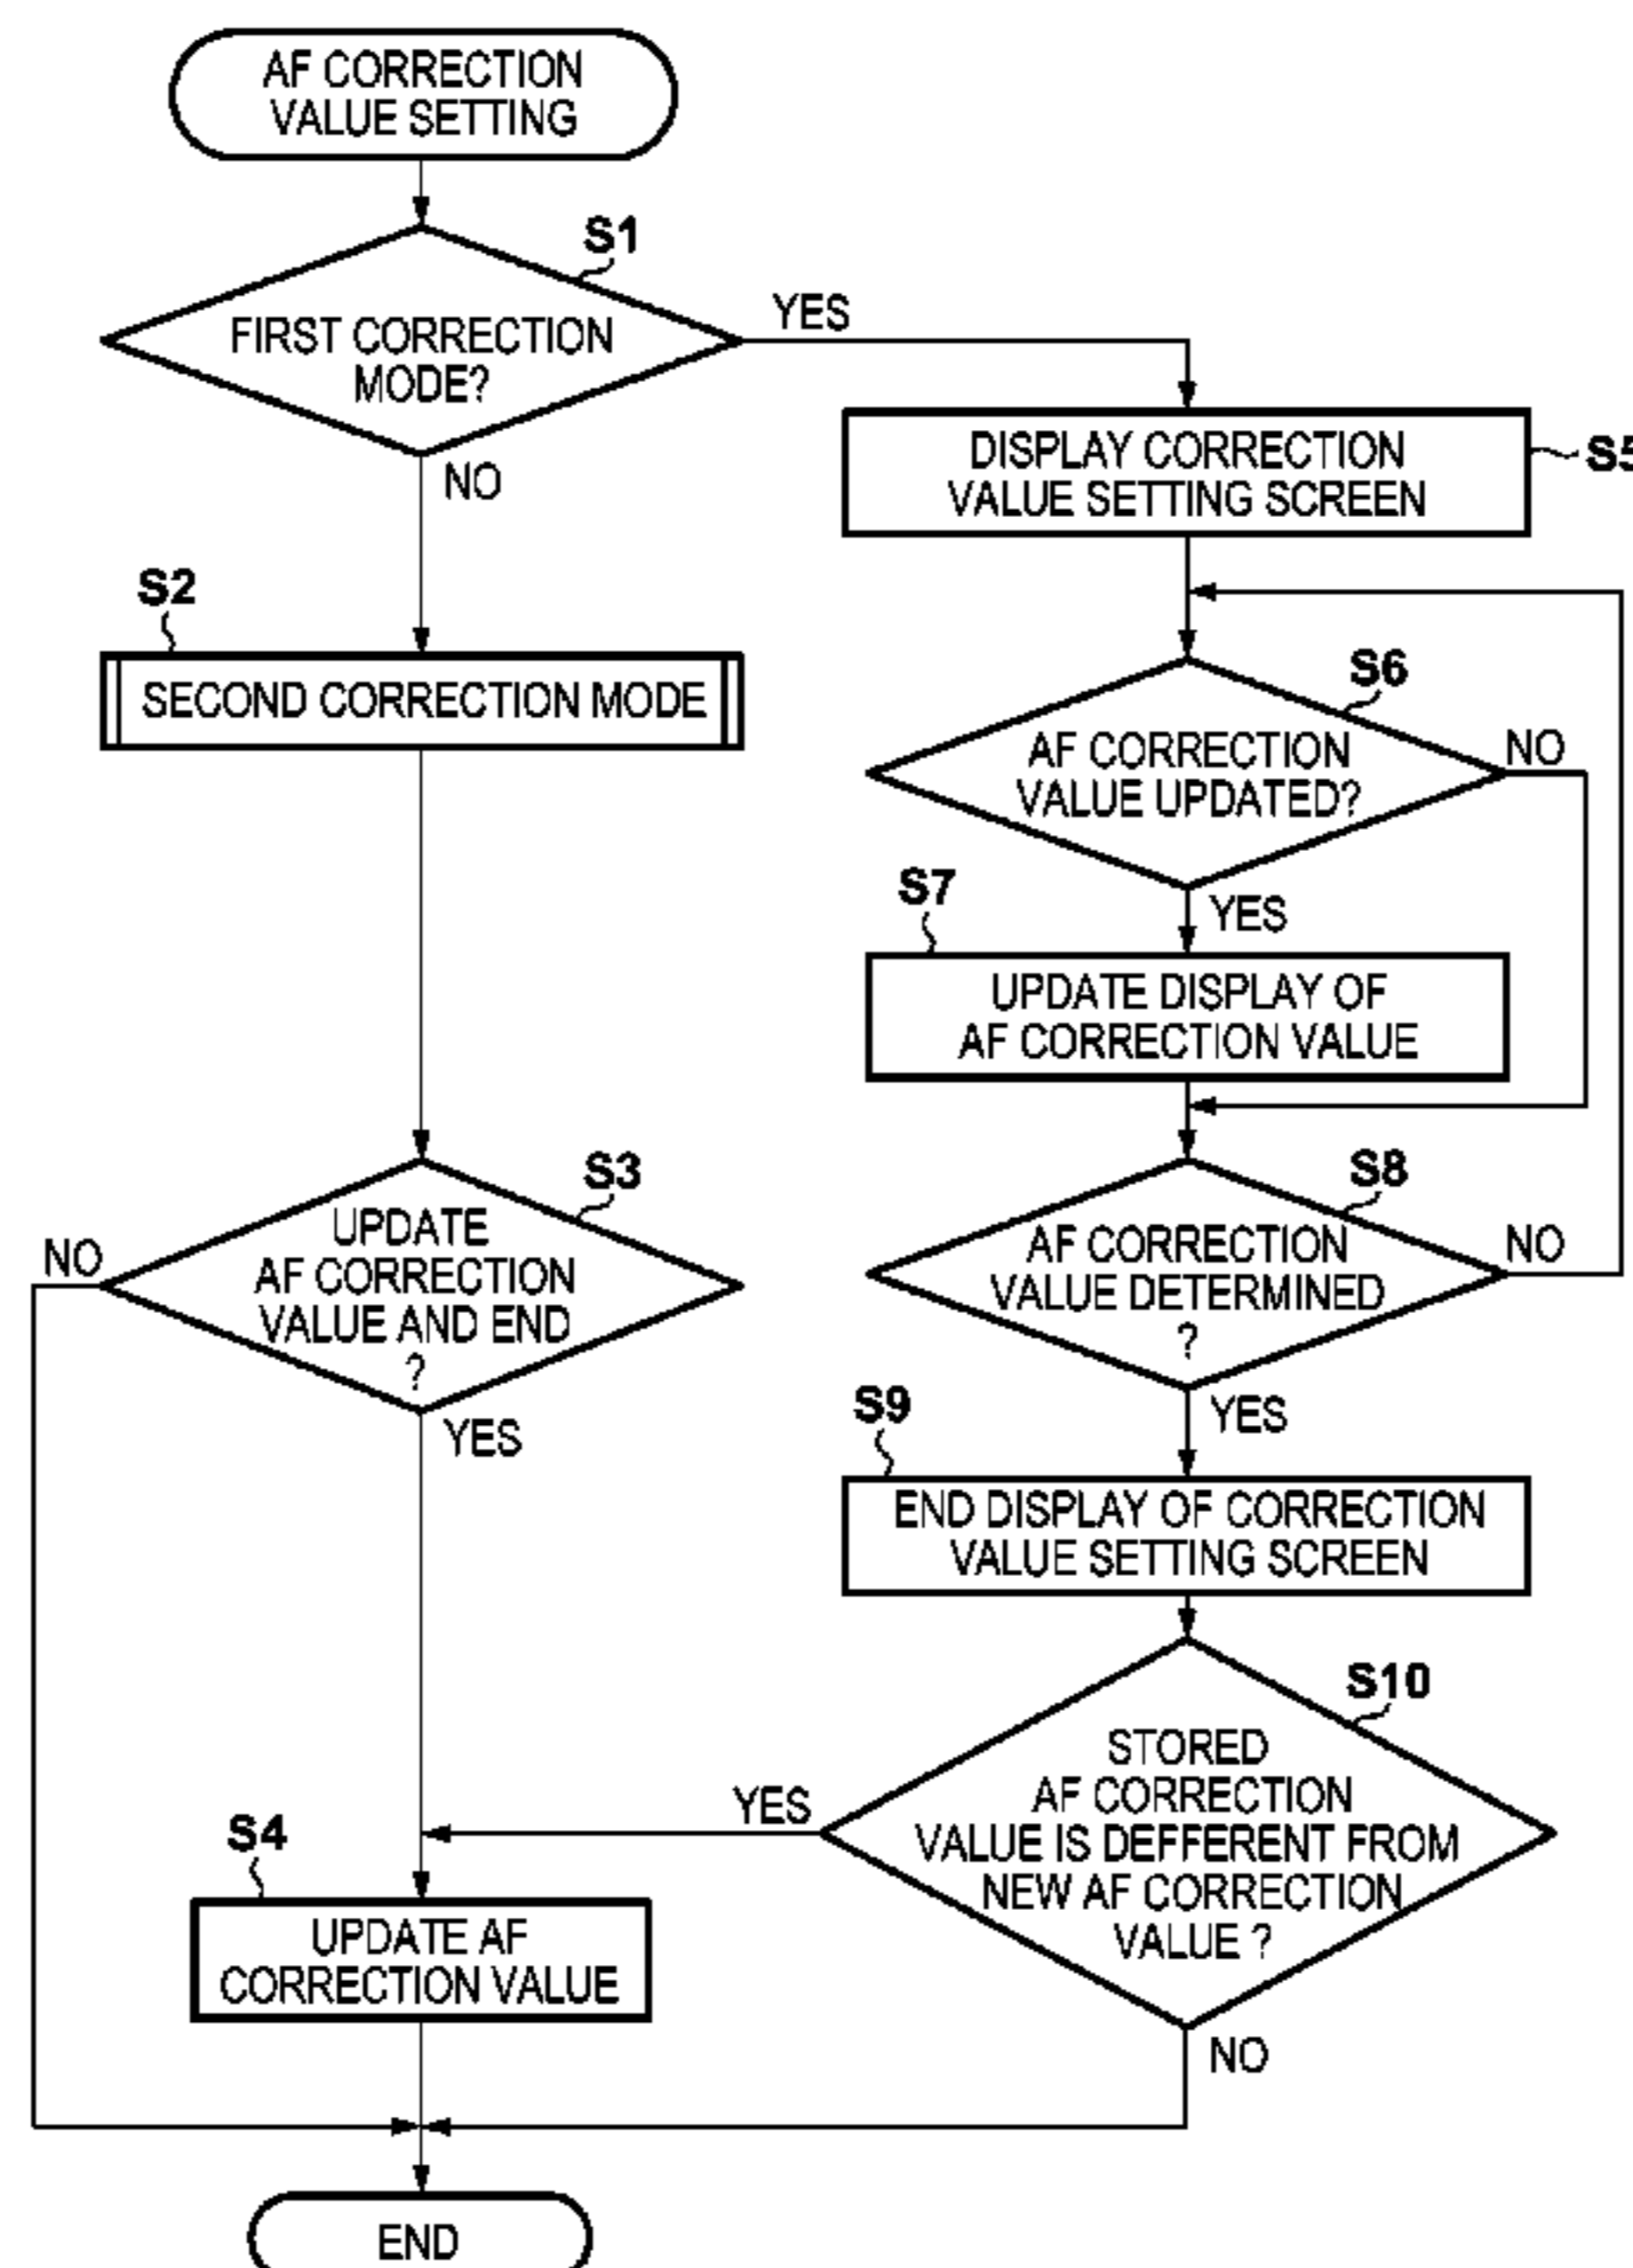 AF CORRECTION
VALUE SETTING
S1
FIRST CORRECTION
MODE?
YES
NO
S2
SECOND CORRECTION MODE
S3
UPDATE
AF CORRECTION
VALUE AND END
?
NO
YES
S4
UPDATE AF
CORRECTION VALUE
END
DISPLAY CORRECTION
VALUE SETTING SCREEN
S5
S6
AF CORRECTION
VALUE UPDATED?
NO
YES
S7
UPDATE DISPLAY OF
AF CORRECTION VALUE
S8
AF CORRECTION
VALUE DETERMINED
?
NO
YES
S9
END DISPLAY OF CORRECTION
VALUE SETTING SCREEN
S10
STORED
AF CORRECTION
VALUE IS DEFFERENT FROM
NEW AF CORRECTION
VALUE ?
YES
NO